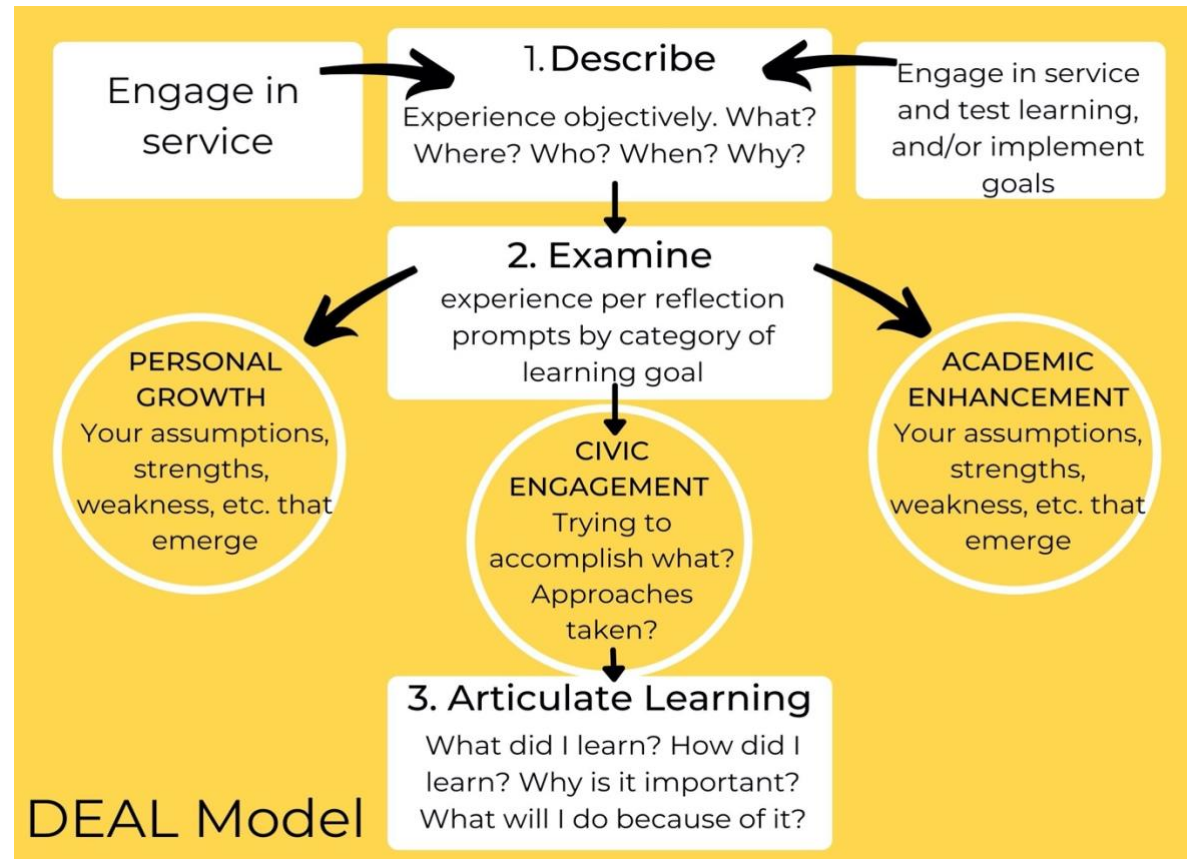 Engage in
service
1. Describe
Experience objectively. What?
Where? Who? When? Why?
Engage in service
and test learning,
and/or implement
goals
2. Examine
experience per reflection
prompts by category of
learning goal
PERSONAL
GROWTH
Your assumptions,
strengths,
weakness, etc. that
emerge
CIVIC
ENGAGEMENT
Trying to
accomplish what?
Approaches
taken?
ACADEMIC
ENHANCEMENT
Your assumptions,
strengths,
weakness, etc. that
emerge
3. Articulate Learning
What did I learn? How did I
learn? Why is it important?
What will I do because of it?
DEAL Model